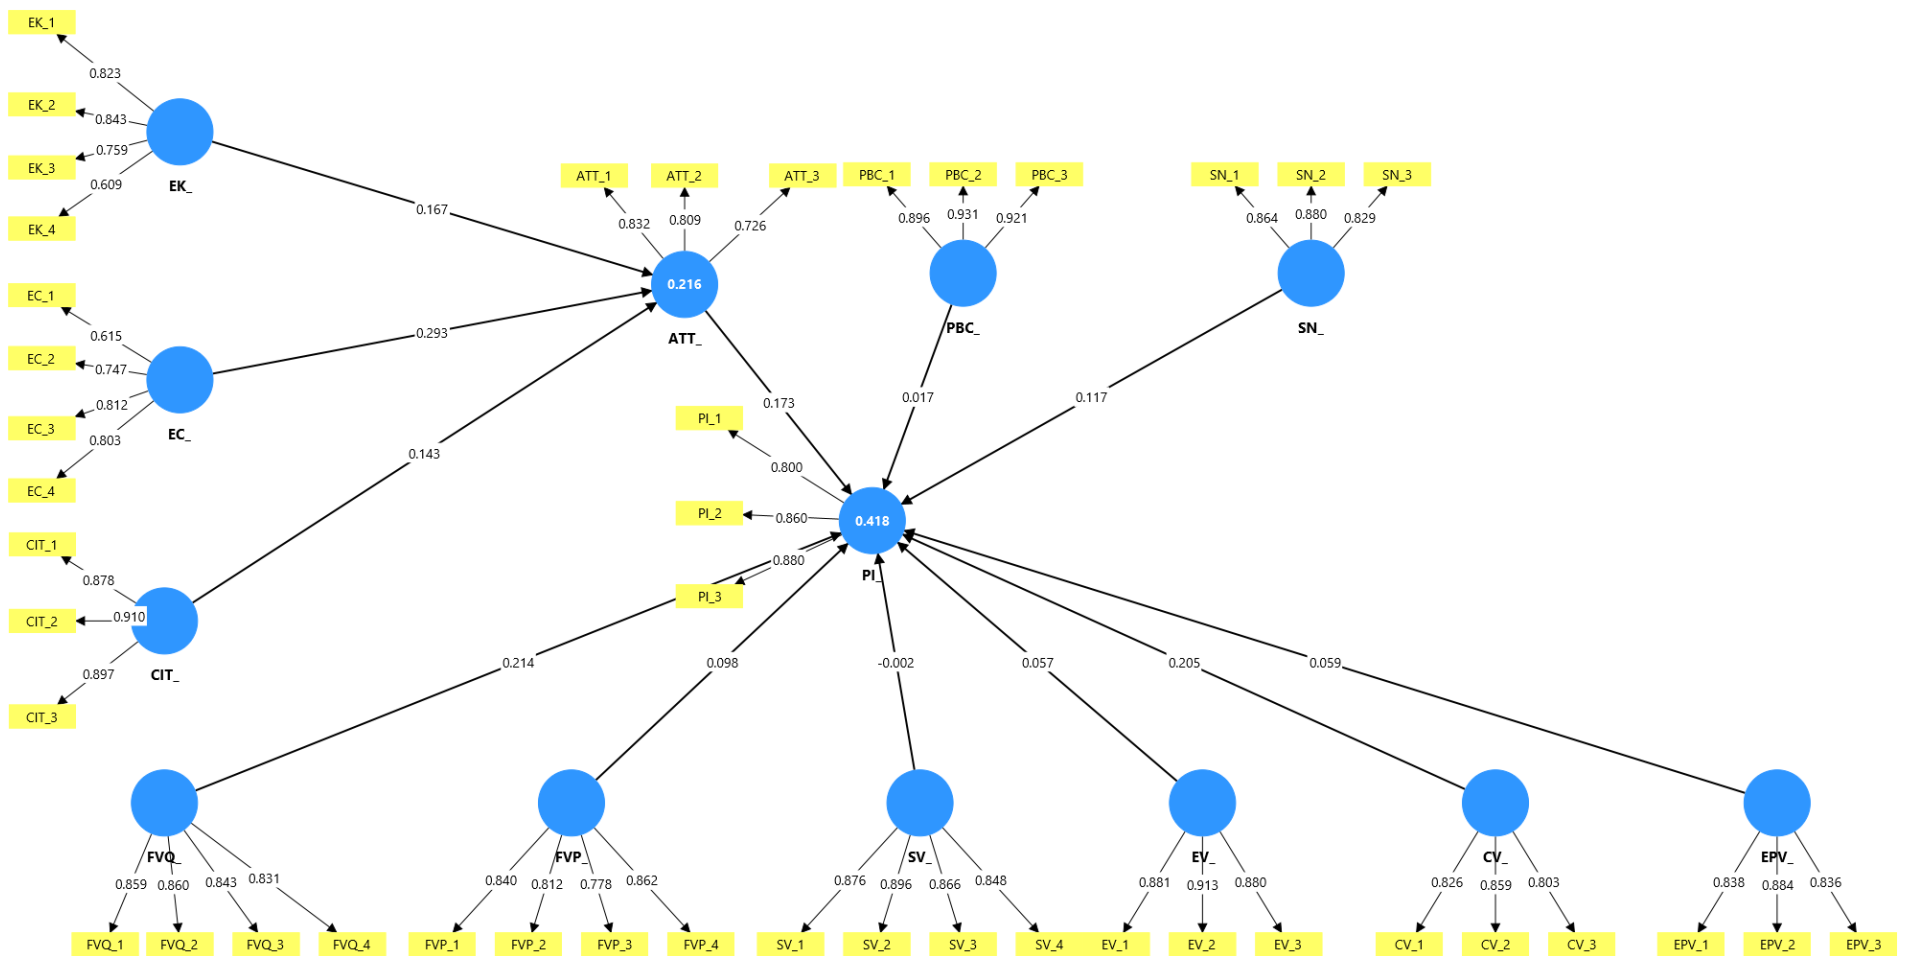 EK_1
0.823
EK_2
0.843
EK_3
0.759
0.609
EK_4
EK_
0.167
EC_1
0.615
EC_2
0.747
0.812
EC_3
0.803
EC_4
EC_
0.293
CIT_1
0.878
CIT_2
0.910
0.897
CIT_3
CIT_
0.143
ATT_1
ATT_2
ATT_3
0.832
0.809
0.726
0.216
ATT_
0.173
PBC_1
PBC_2
PBC_3
0.896
0.931
0.921
PBC_
0.017
SN_1
SN_2
SN_3
0.864
0.880
0.829
SN_
0.117
PI_1
0.800
PI_2
0.860
0.880
PI_3
0.418
PI_
0.214
0.098
-0.002
0.057
0.205
0.059
FVQ_
0.859
0.860
0.843
0.831
FVQ_1
FVQ_2
FVQ_3
FVQ_4
FVP_
0.840
0.812
0.778
0.862
FVP_1
FVP_2
FVP_3
FVP_4
SV_
0.876
0.896
0.866
0.848
SV_1
SV_2
SV_3
SV_4
EV_
0.881
0.913
0.880
EV_1
EV_2
EV_3
CV_
0.826
0.859
0.803
CV_1
CV_2
CV_3
EPV_
0.838
0.884
0.836
EPV_1
EPV_2
EPV_3